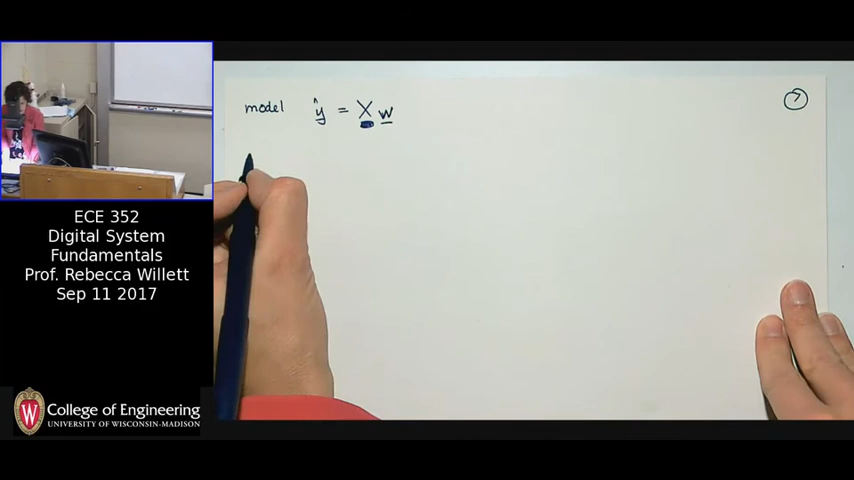 model ŷ = X w
7
ECE 352
Digital System
Fundamentals
Prof. Rebecca Willett
Sep 11 2017
W
College of Engineering
UNIVERSITY OF WISCONSIN-MADISON